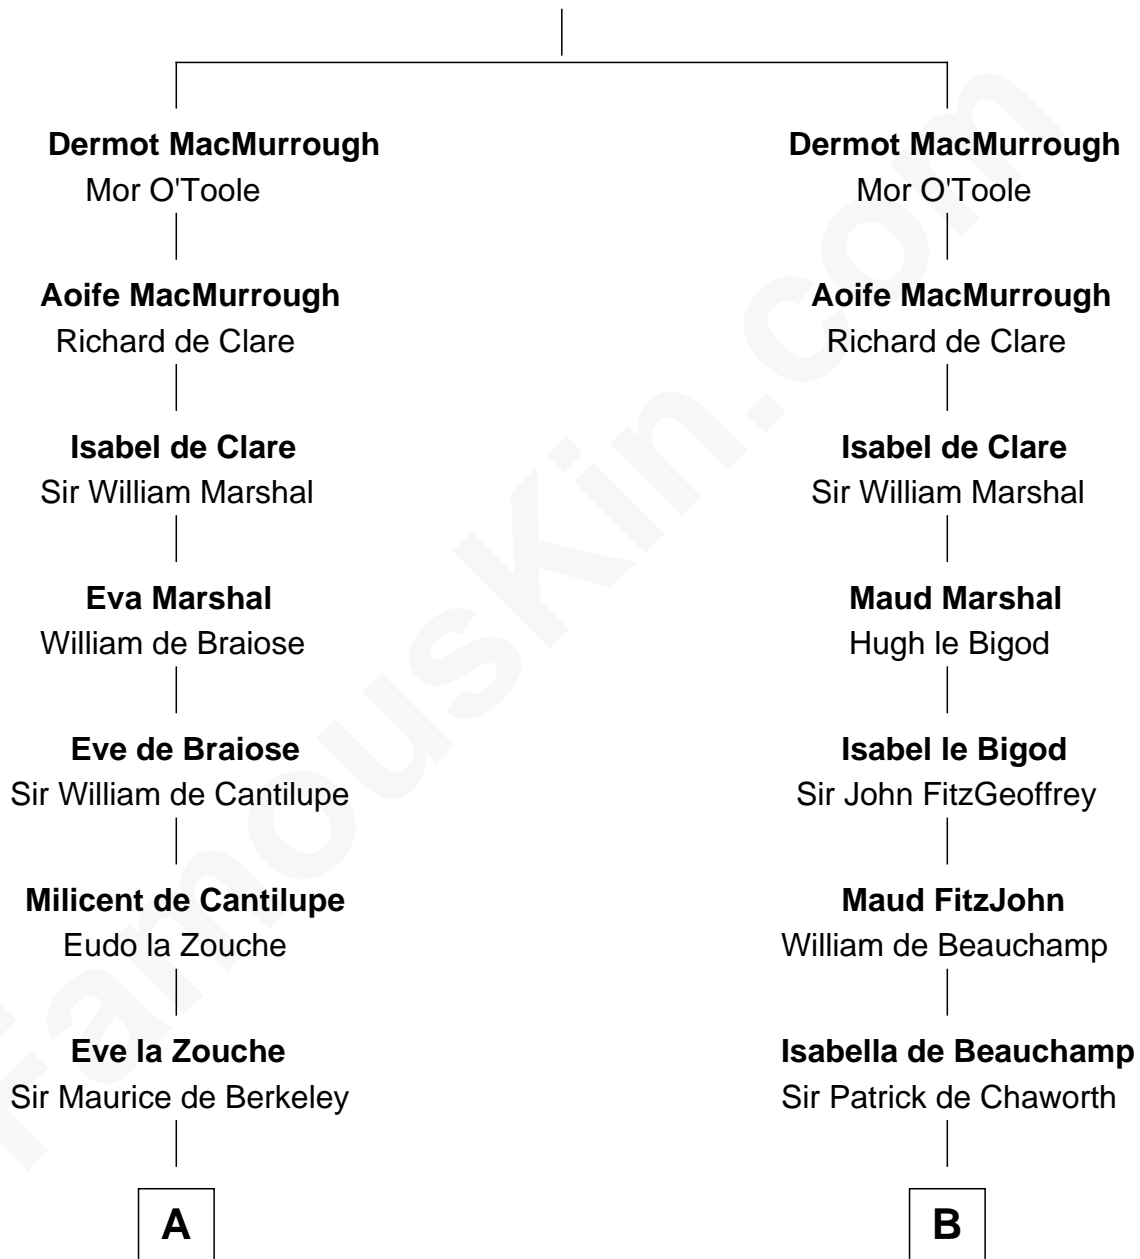 Dermot MacMurrough
Mor O'Toole
Aoife MacMurrough
Richard de Clare
Isabel de Clare
Sir William Marshal
Eva Marshal
William de Braiose
Eve de Braiose
Sir William de Cantilupe
Milicent de Cantilupe
Eudo la Zouche
Eve la Zouche
Sir Maurice de Berkeley
A
Dermot MacMurrough
Mor O'Toole
Aoife MacMurrough
Richard de Clare
Isabel de Clare
Sir William Marshal
Maud Marshal
Hugh le Bigod
Isabel le Bigod
Sir John FitzGeoffrey
Maud FitzJohn
William de Beauchamp
Isabella de Beauchamp
Sir Patrick de Chaworth
B
FamousKin.com